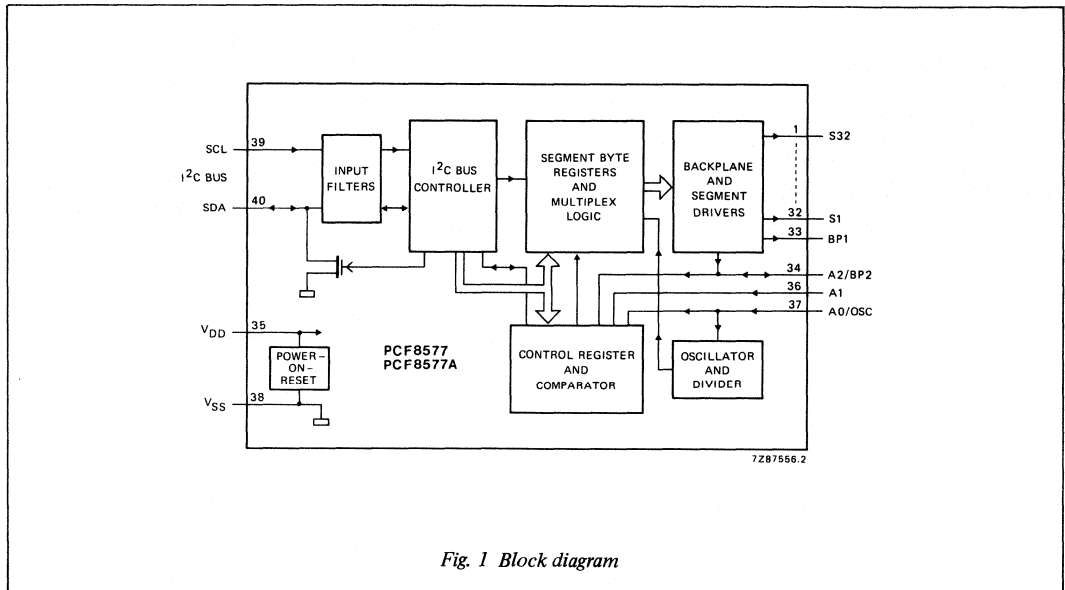 SCL
39
I²C BUS
SDA
40
INPUT
FILTERS
I²C BUS
CONTROLLER
SEGMENT BYTE
REGISTERS
AND
MULTIPLEX
LOGIC
BACKPLANE
AND
SEGMENT
DRIVERS
1
S32
32
S1
33
BP1
34
A2/BP2
36
A1
37
A0/OSC
VDD
35
POWER-
ON-
RESET
VSS
38
PCF8577
PCF8577A
CONTROL REGISTER
AND
COMPARATOR
OSCILLATOR
AND
DIVIDER
7Z87556.2
Fig. 1 Block diagram